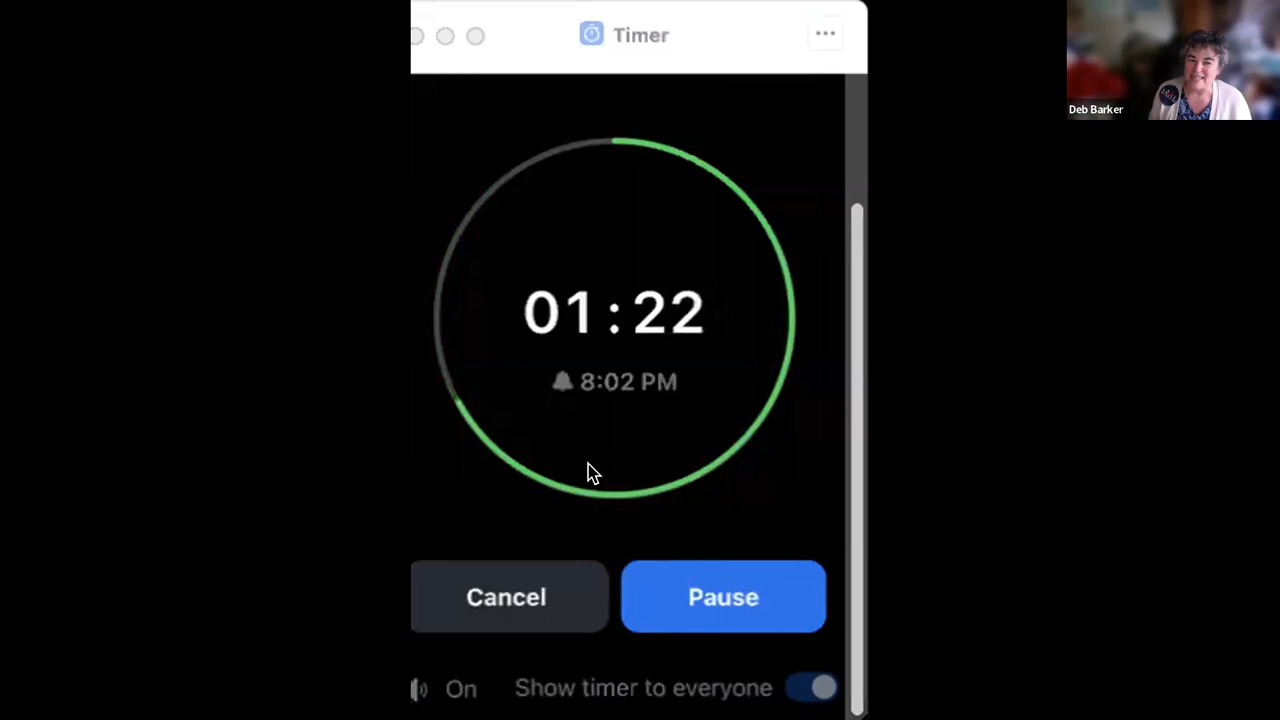 Timer
Deb Barker
01:22
8:02 PM
Cancel
Pause
On
Show timer to everyone